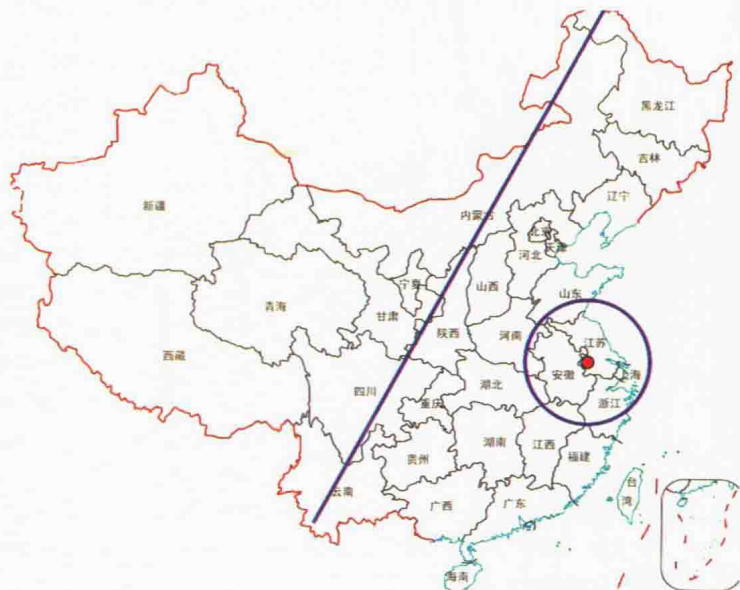 黑龙江
吉林
辽宁
新疆
内蒙古
北京
天津
河北
宁夏
山西
山东
青海
甘肃
陕西
河南
江苏
西藏
安徽
上海
四川
湖北
重庆
浙江
湖南
江西
贵州
福建
云南
台
湾
广西
广东
海南